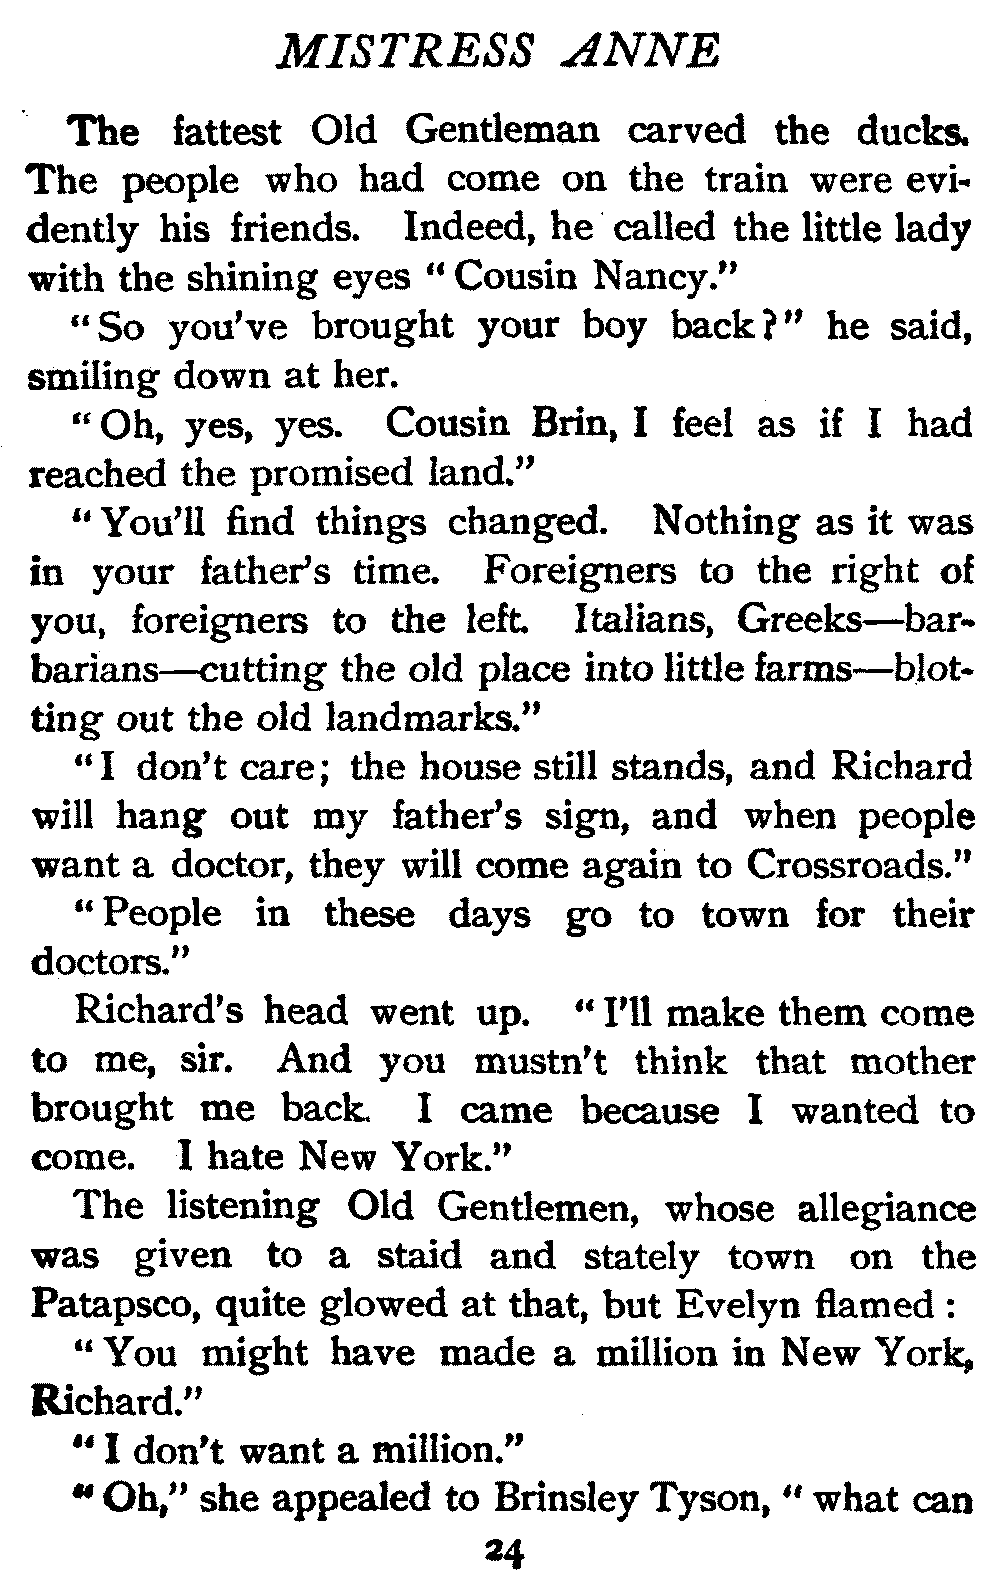 MISTRESS ANNE
The fattest Old Gentleman carved the ducks.
The people who had come on the train were evi-
dently his friends. Indeed, he called the little lady
with the shining eyes "Cousin Nancy."
"So you've brought your boy back?" he said,
smiling down at her.
"Oh, yes, yes. Cousin Brin, I feel as if I had
reached the promised land."
"You'll find things changed. Nothing as it was
in your father's time. Foreigners to the right of
you, foreigners to the left. Italians, Greeks—bar-
barians—cutting the old place into little farms—blot-
ting out the old landmarks."
"I don't care; the house still stands, and Richard
will hang out my father's sign, and when people
want a doctor, they will come again to Crossroads."
"People in these days go to town for their
doctors."
Richard's head went up. "I'll make them come
to me, sir. And you mustn't think that mother
brought me back. I came because I wanted to
come. I hate New York."
The listening Old Gentlemen, whose allegiance
was given to a staid and stately town on the
Patapsco, quite glowed at that, but Evelyn flamed:
"You might have made a million in New York,
Richard."
"I don't want a million."
"Oh," she appealed to Brinsley Tyson, "what can
24